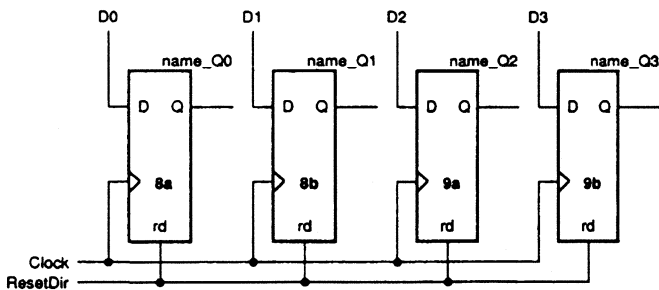 D0 D1 D2 D3
name_Q0 name_Q1 name_Q2 name_Q3
D Q D Q D Q D Q
8a 8b 9a 9b
rd rd rd rd
Clock
ResetDir